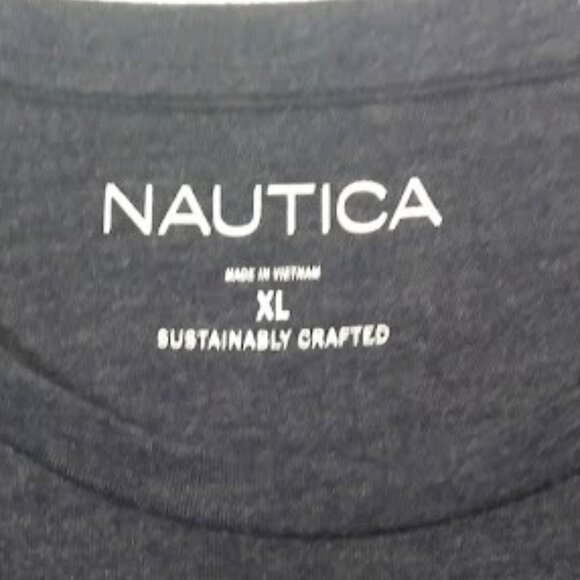 NAUTICA
MADE IN VIETNAM
XL
SUSTAINABLY CRAFTED